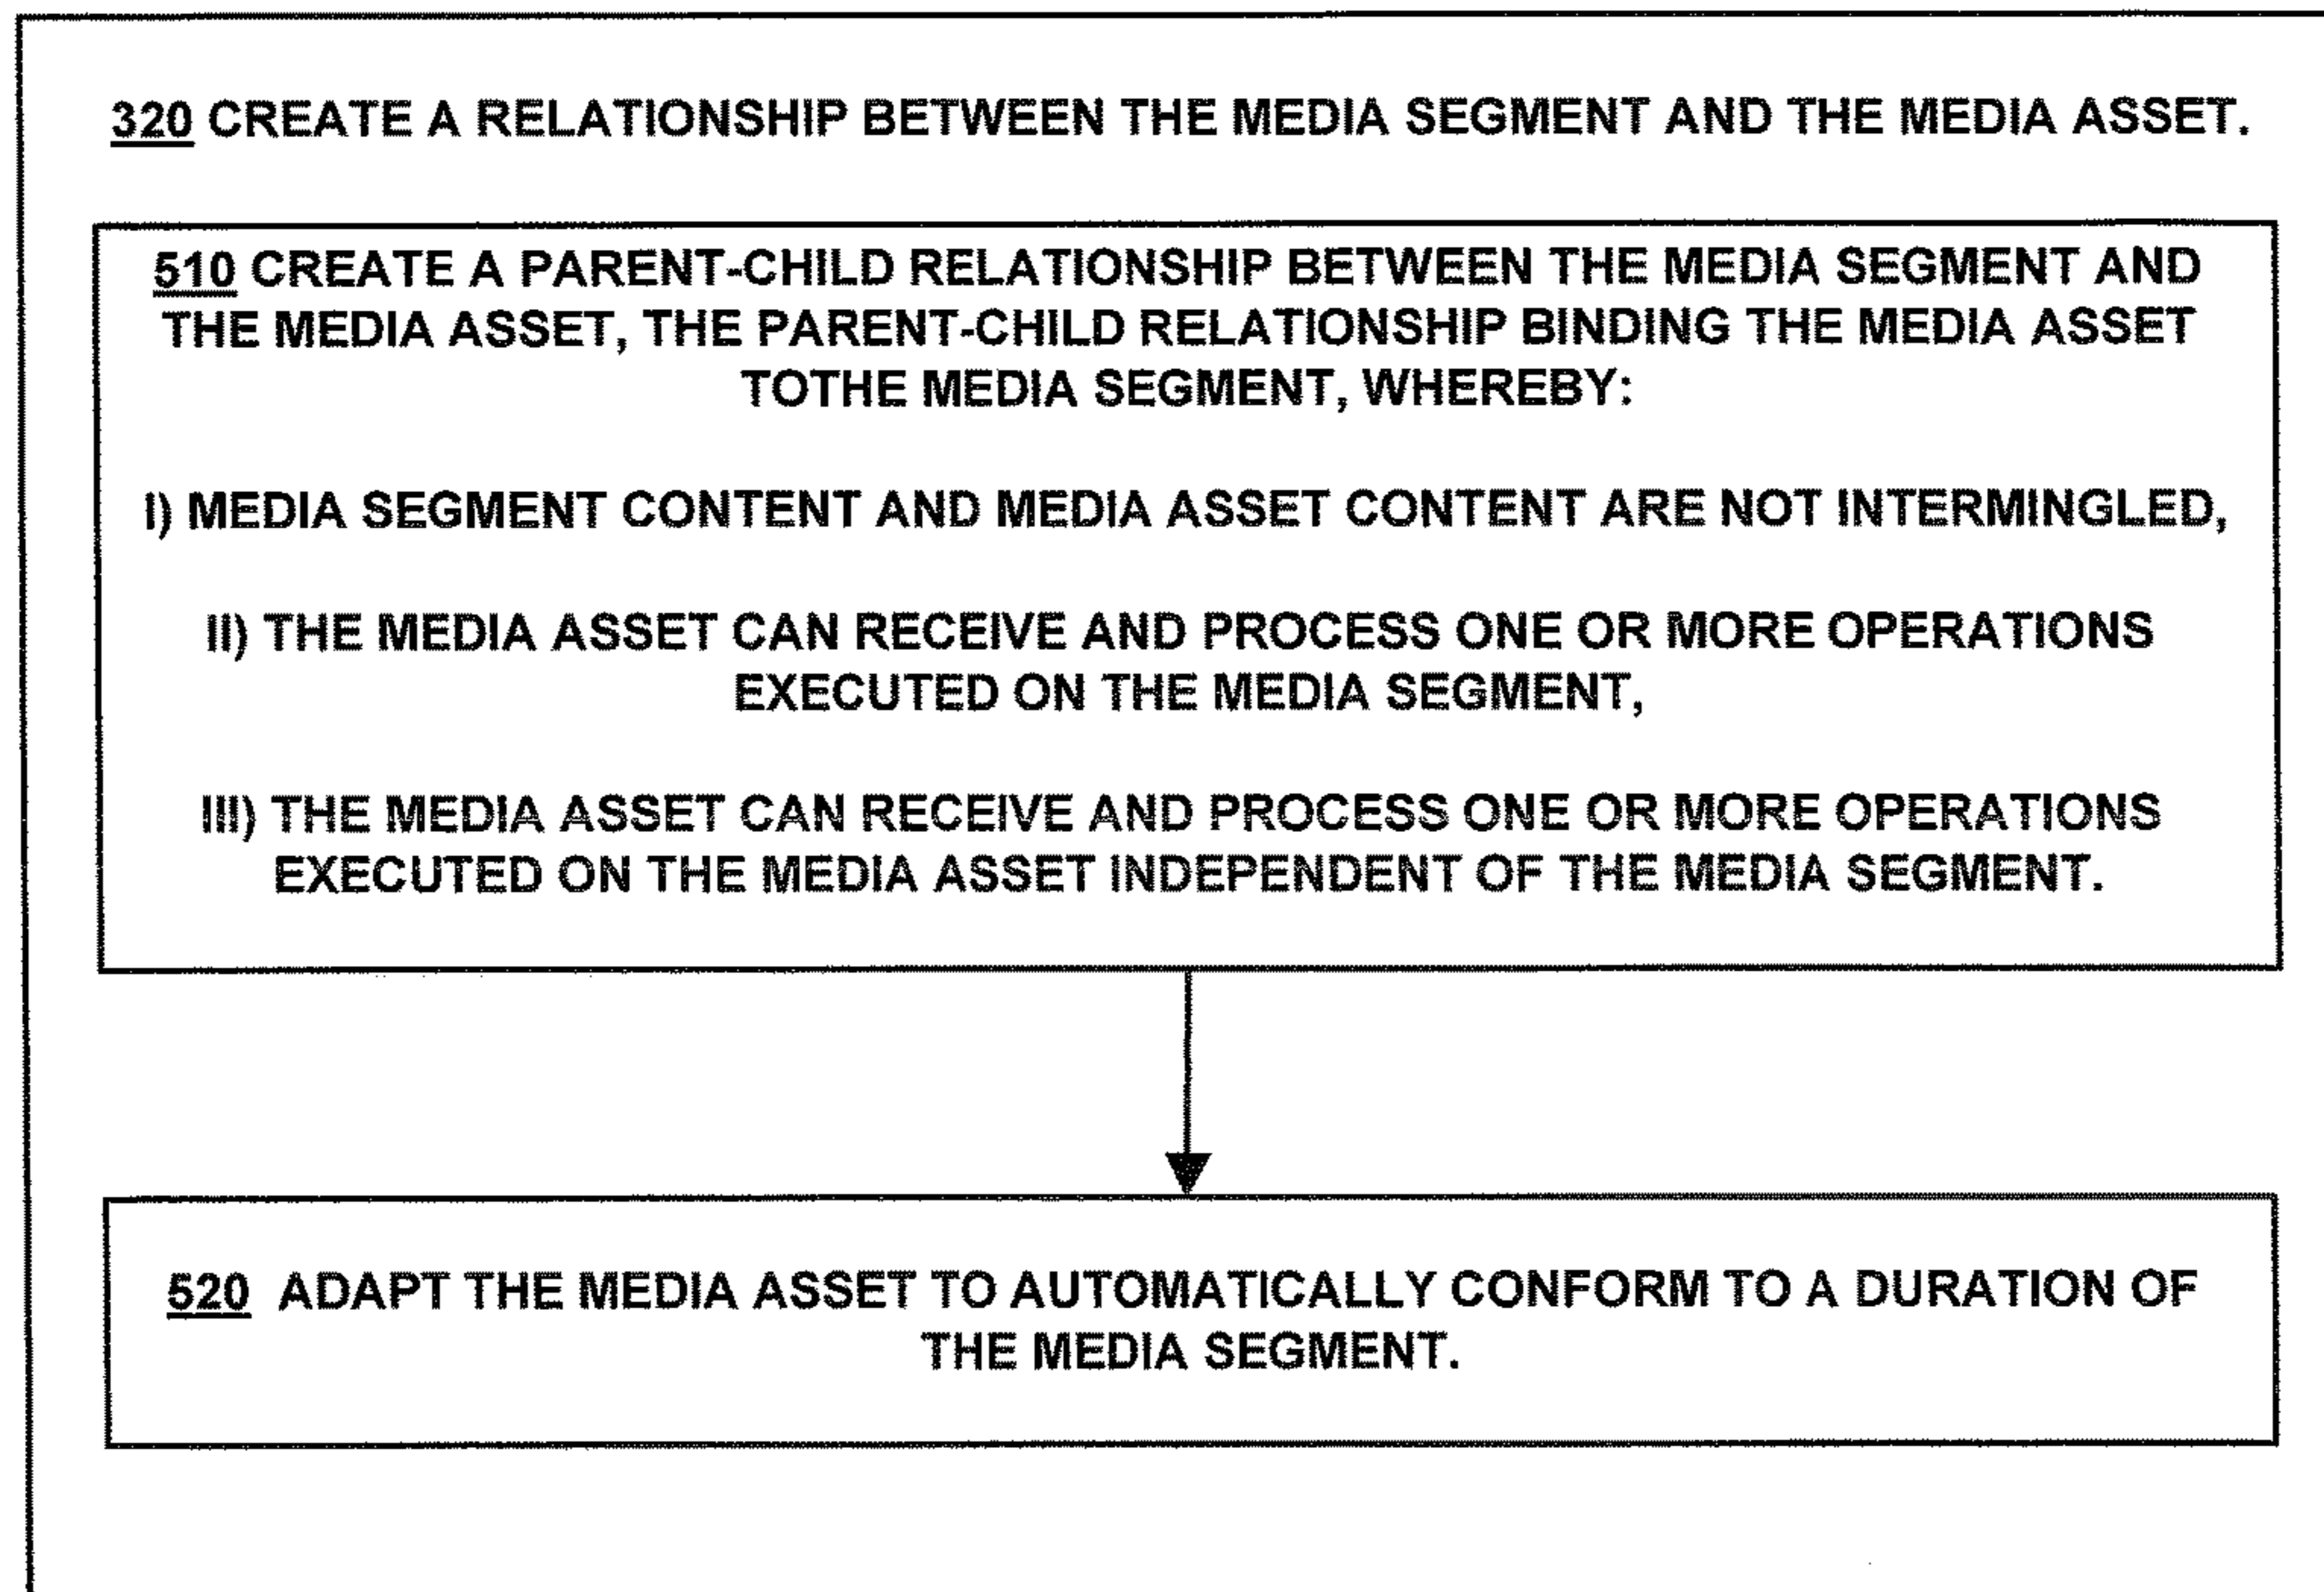 320 CREATE A RELATIONSHIP BETWEEN THE MEDIA SEGMENT AND THE MEDIA ASSET.
510 CREATE A PARENT-CHILD RELATIONSHIP BETWEEN THE MEDIA SEGMENT AND
THE MEDIA ASSET, THE PARENT-CHILD RELATIONSHIP BINDING THE MEDIA ASSET
TOTHE MEDIA SEGMENT, WHEREBY:
I) MEDIA SEGMENT CONTENT AND MEDIA ASSET CONTENT ARE NOT INTERMINGLED,
II) THE MEDIA ASSET CAN RECEIVE AND PROCESS ONE OR MORE OPERATIONS
EXECUTED ON THE MEDIA SEGMENT,
III) THE MEDIA ASSET CAN RECEIVE AND PROCESS ONE OR MORE OPERATIONS
EXECUTED ON THE MEDIA ASSET INDEPENDENT OF THE MEDIA SEGMENT.
520 ADAPT THE MEDIA ASSET TO AUTOMATICALLY CONFORM TO A DURATION OF
THE MEDIA SEGMENT.